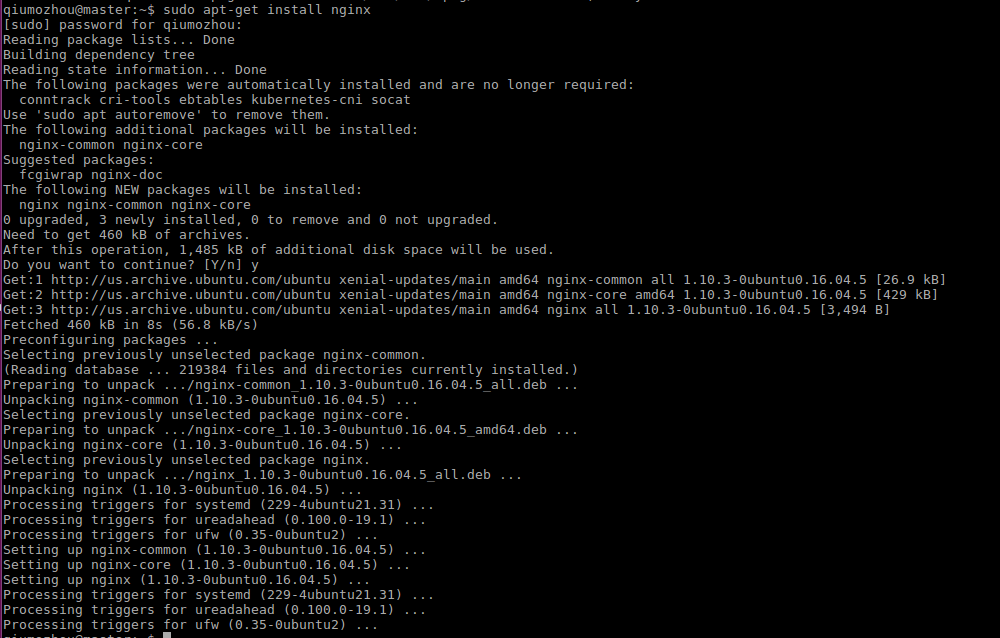 qiumozhou@master:~$ sudo apt-get install nginx
[sudo] password for qiumozhou:
Reading package lists... Done
Building dependency tree
Reading state information... Done
The following packages were automatically installed and are no longer required:
  conntrack cri-tools ebtables kubernetes-cni socat
Use 'sudo apt autoremove' to remove them.
The following additional packages will be installed:
  nginx-common nginx-core
Suggested packages:
  fcgiwrap nginx-doc
The following NEW packages will be installed:
  nginx nginx-common nginx-core
0 upgraded, 3 newly installed, 0 to remove and 0 not upgraded.
Need to get 460 kB of archives.
After this operation, 1,485 kB of additional disk space will be used.
Do you want to continue? [Y/n] y
Get:1 http://us.archive.ubuntu.com/ubuntu xenial-updates/main amd64 nginx-common all 1.10.3-0ubuntu0.16.04.5 [26.9 kB]
Get:2 http://us.archive.ubuntu.com/ubuntu xenial-updates/main amd64 nginx-core amd64 1.10.3-0ubuntu0.16.04.5 [429 kB]
Get:3 http://us.archive.ubuntu.com/ubuntu xenial-updates/main amd64 nginx all 1.10.3-0ubuntu0.16.04.5 [3,494 B]
Fetched 460 kB in 8s (56.8 kB/s)
Preconfiguring packages ...
Selecting previously unselected package nginx-common.
(Reading database ... 219384 files and directories currently installed.)
Preparing to unpack .../nginx-common_1.10.3-0ubuntu0.16.04.5_all.deb ...
Unpacking nginx-common (1.10.3-0ubuntu0.16.04.5) ...
Selecting previously unselected package nginx-core.
Preparing to unpack .../nginx-core_1.10.3-0ubuntu0.16.04.5_amd64.deb ...
Unpacking nginx-core (1.10.3-0ubuntu0.16.04.5) ...
Selecting previously unselected package nginx.
Preparing to unpack .../nginx_1.10.3-0ubuntu0.16.04.5_all.deb ...
Unpacking nginx (1.10.3-0ubuntu0.16.04.5) ...
Processing triggers for systemd (229-4ubuntu21.31) ...
Processing triggers for ureadahead (0.100.0-19.1) ...
Processing triggers for ufw (0.35-0ubuntu2) ...
Setting up nginx-common (1.10.3-0ubuntu0.16.04.5) ...
Setting up nginx-core (1.10.3-0ubuntu0.16.04.5) ...
Setting up nginx (1.10.3-0ubuntu0.16.04.5) ...
Processing triggers for systemd (229-4ubuntu21.31) ...
Processing triggers for ureadahead (0.100.0-19.1) ...
Processing triggers for ufw (0.35-0ubuntu2) ...
qiumozhou@master:~$